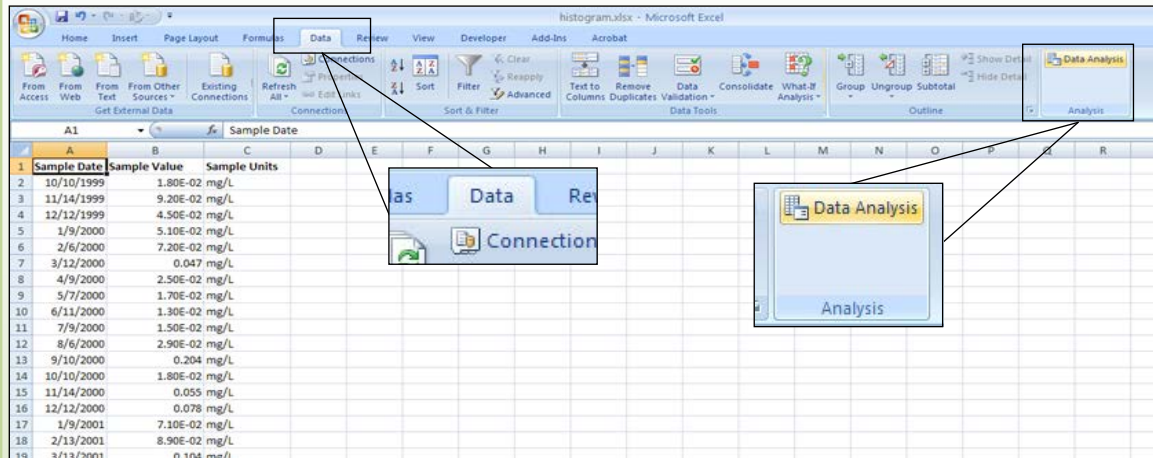 histogram.xlsx - Microsoft Excel
Home Insert Page Layout Formulas Data Review View Developer Add-Ins Acrobat
From Access
From Web
From Text
From Other Sources
Existing Connections
Get External Data
Refresh All
Connections
Properties
Edit Links
Connections
Sort
Filter
Clear
Reapply
Advanced
Sort & Filter
Text to Columns
Remove Duplicates
Data Validation
Consolidate
What-If Analysis
Data Tools
Group
Ungroup
Subtotal
Show Detail
Hide Detail
Outline
Data Analysis
Analysis
A1 fx Sample Date
A B C D E F G H I J K L M N O P Q R
1 Sample Date Sample Value Sample Units
2 10/10/1999 1.80E-02 mg/L
3 11/14/1999 9.20E-02 mg/L
4 12/12/1999 4.50E-02 mg/L
5 1/9/2000 5.10E-02 mg/L
6 2/6/2000 7.20E-02 mg/L
7 3/12/2000 0.047 mg/L
8 4/9/2000 2.50E-02 mg/L
9 5/7/2000 1.70E-02 mg/L
10 6/11/2000 1.30E-02 mg/L
11 7/9/2000 1.50E-02 mg/L
12 8/6/2000 2.90E-02 mg/L
13 9/10/2000 0.204 mg/L
14 10/10/2000 1.80E-02 mg/L
15 11/14/2000 0.055 mg/L
16 12/12/2000 0.078 mg/L
17 1/9/2001 7.10E-02 mg/L
18 2/13/2001 8.90E-02 mg/L
19 3/13/2001 0.104 mg/L
las Data Rev
Connection
Data Analysis
Analysis